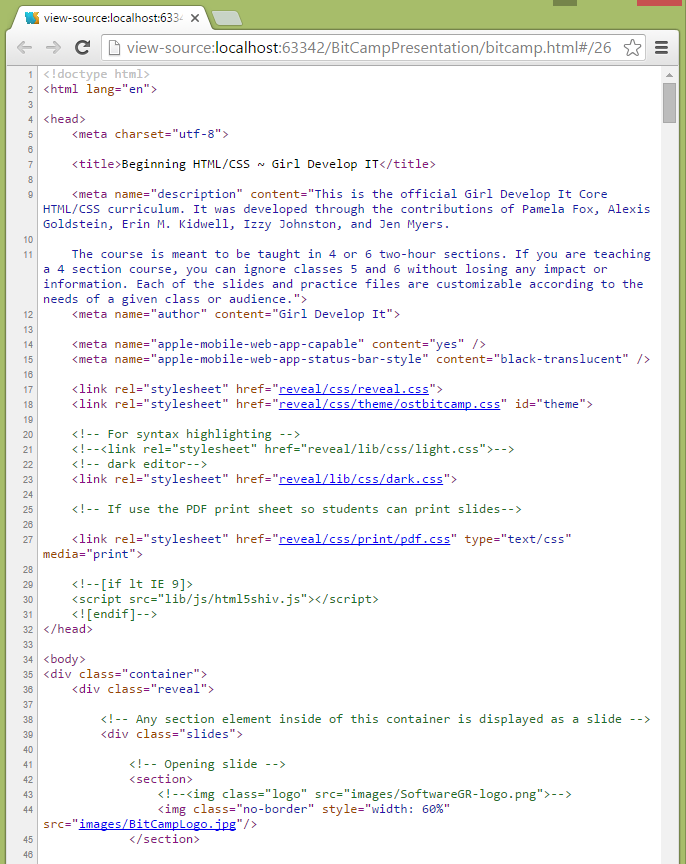 view-source:localhost:633
view-source:localhost:63342/BitCampPresentation/bitcamp.html#/26
1 <!doctype html>
2 <html lang="en">
3
4 <head>
5 <meta charset="utf-8">
6
7 <title>Beginning HTML/CSS ~ Girl Develop IT</title>
8
9 <meta name="description" content="This is the official Girl Develop It Core
HTML/CSS curriculum. It was developed through the contributions of Pamela Fox, Alexis
Goldstein, Erin M. Kidwell, Izzy Johnston, and Jen Myers.
10
11 The course is meant to be taught in 4 or 6 two-hour sections. If you are teaching
a 4 section course, you can ignore classes 5 and 6 without losing any impact or
information. Each of the slides and practice files are customizable according to the
needs of a given class or audience.">
12 <meta name="author" content="Girl Develop It">
13
14 <meta name="apple-mobile-web-app-capable" content="yes" />
15 <meta name="apple-mobile-web-app-status-bar-style" content="black-translucent" />
16
17 <link rel="stylesheet" href="reveal/css/reveal.css">
18 <link rel="stylesheet" href="reveal/css/theme/ostbitcamp.css" id="theme">
19
20 <!-- For syntax highlighting -->
21 <!--<link rel="stylesheet" href="reveal/lib/css/light.css">-->
22 <!-- dark editor-->
23 <link rel="stylesheet" href="reveal/lib/css/dark.css">
24
25 <!-- If use the PDF print sheet so students can print slides-->
26
27 <link rel="stylesheet" href="reveal/css/print/pdf.css" type="text/css"
media="print">
28
29 <!--[if lt IE 9]>
30 <script src="lib/js/html5shiv.js"></script>
31 <![endif]-->
32 </head>
33
34 <body>
35 <div class="container">
36 <div class="reveal">
37
38 <!-- Any section element inside of this container is displayed as a slide -->
39 <div class="slides">
40
41 <!-- Opening slide -->
42 <section>
43 <!--<img class="logo" src="images/SoftwareGR-logo.png">-->
44 <img class="no-border" style="width: 60%"
src="images/BitCampLogo.jpg"/>
45 </section>
46